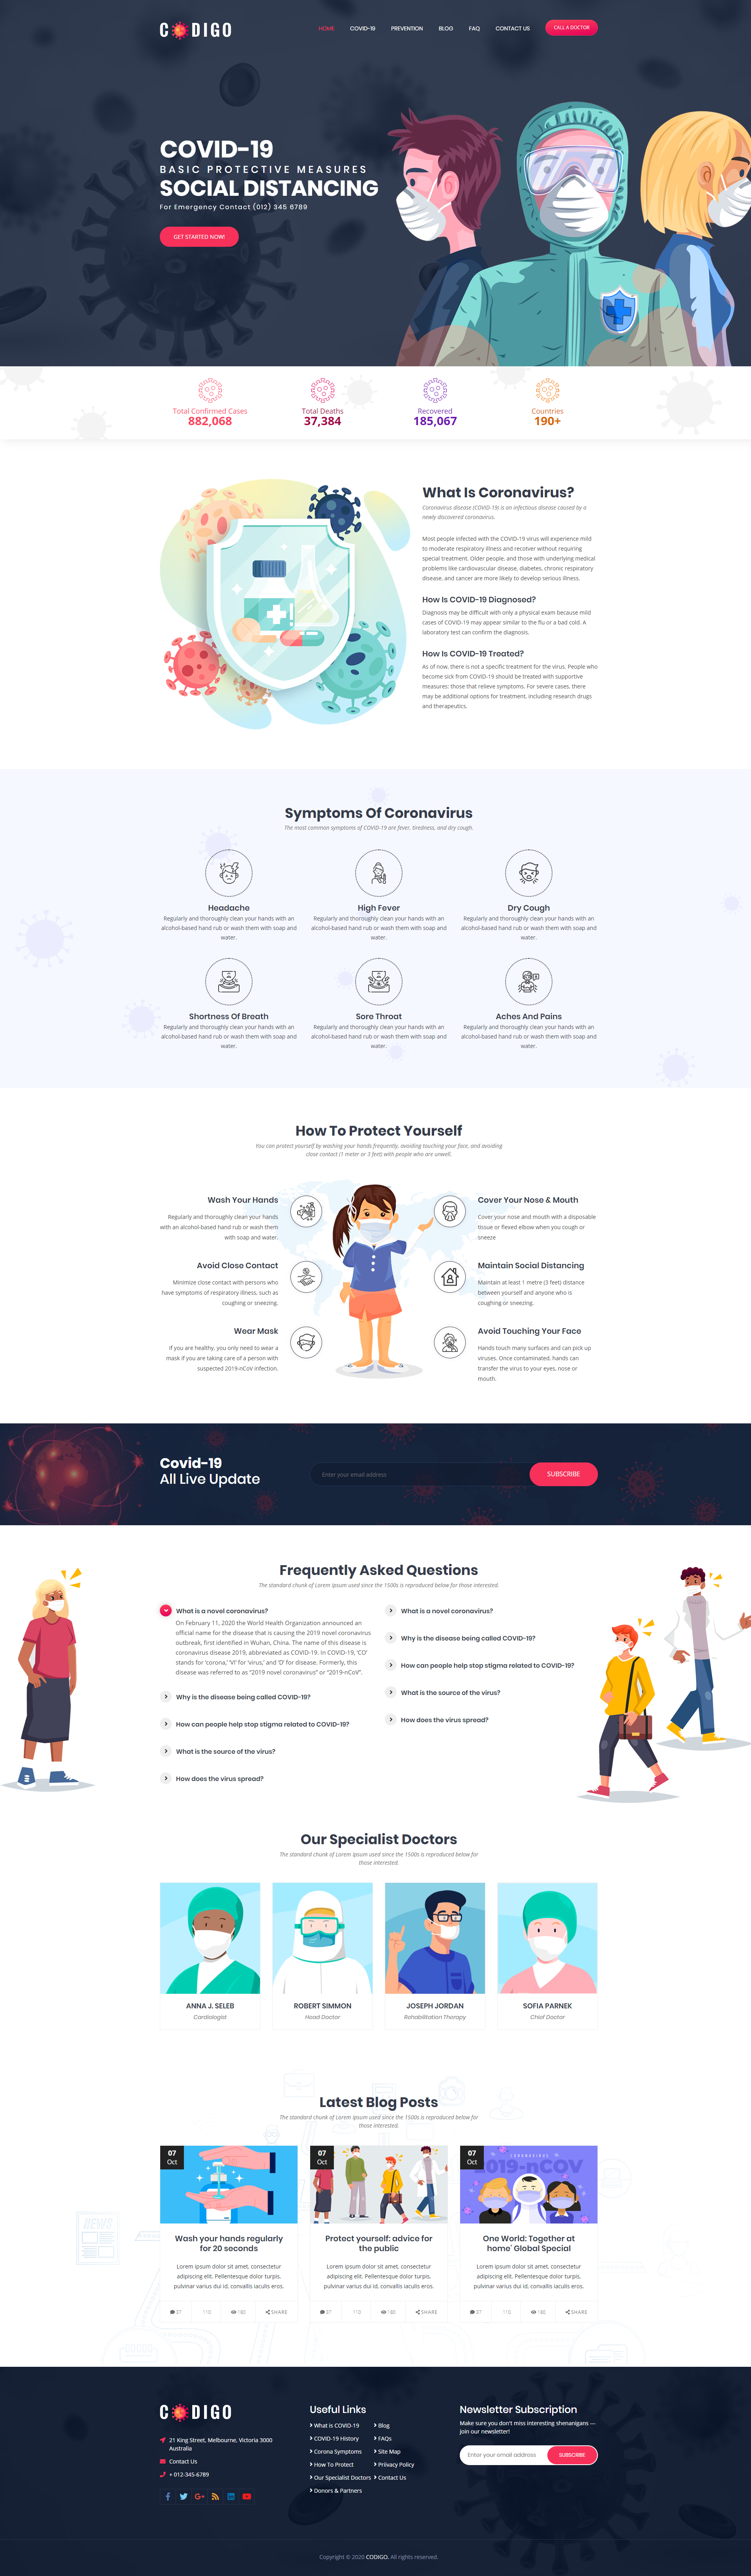 CODIGO
HOME COVID-19 PREVENTION BLOG FAQ CONTACT US CALL A DOCTOR
COVID-19
BASIC PROTECTIVE MEASURES
SOCIAL DISTANCING
For Emergency Contact (012) 345 6789
GET STARTED NOW!
Total Confirmed Cases
882,068
Total Deaths
37,384
Recovered
185,067
Countries
190+
What Is Coronavirus?
Coronavirus disease (COVID-19) is an infectious disease caused by a
newly discovered coronavirus.
Most people infected with the COVID-19 virus will experience mild
to moderate respiratory illness and recover without requiring
special treatment. Older people, and those with underlying medical
problems like cardiovascular disease, diabetes, chronic respiratory
disease, and cancer are more likely to develop serious illness.
How Is COVID-19 Diagnosed?
Diagnosis may be difficult with only a physical exam because mild
cases of COVID-19 may appear similar to the flu or a bad cold. A
laboratory test can confirm the diagnosis.
How Is COVID-19 Treated?
As of now, there is not a specific treatment for the virus. People who
become sick from COVID-19 should be treated with supportive
measures: those that relieve symptoms. For severe cases, there
may be additional options for treatment, including research drugs
and therapeutics.
Symptoms Of Coronavirus
The most common symptoms of COVID-19 are fever, tiredness, and dry cough.
Headache
Regularly and thoroughly clean your hands with an
alcohol-based hand rub or wash them with soap and
water.
High Fever
Regularly and thoroughly clean your hands with an
alcohol-based hand rub or wash them with soap and
water.
Dry Cough
Regularly and thoroughly clean your hands with an
alcohol-based hand rub or wash them with soap and
water.
Shortness Of Breath
Regularly and thoroughly clean your hands with an
alcohol-based hand rub or wash them with soap and
water.
Sore Throat
Regularly and thoroughly clean your hands with an
alcohol-based hand rub or wash them with soap and
water.
Aches And Pains
Regularly and thoroughly clean your hands with an
alcohol-based hand rub or wash them with soap and
water.
How To Protect Yourself
You can protect yourself by washing your hands frequently, avoiding touching your face, and avoiding
close contact (1 meter or 3 feet) with people who are unwell.
Wash Your Hands
Regularly and thoroughly clean your hands
with an alcohol-based hand rub or wash them
with soap and water.
Avoid Close Contact
Minimize close contact with persons who
have symptoms of respiratory illness, such as
coughing or sneezing.
Wear Mask
If you are healthy, you only need to wear a
mask if you are taking care of a person with
suspected 2019-nCoV infection.
Cover Your Nose & Mouth
Cover your nose and mouth with a disposable
tissue or flexed elbow when you cough or
sneeze
Maintain Social Distancing
Maintain at least 1 metre (3 feet) distance
between yourself and anyone who is
coughing or sneezing.
Avoid Touching Your Face
Hands touch many surfaces and can pick up
viruses. Once contaminated, hands can
transfer the virus to your eyes, nose or
mouth.
Covid-19
All Live Update
Enter your email address
SUBSCRIBE
Frequently Asked Questions
The standard chunk of Lorem Ipsum used since the 1500s is reproduced below for those interested.
What is a novel coronavirus?
On February 11, 2020 the World Health Organization announced an
official name for the disease that is causing the 2019 novel coronavirus
outbreak, first identified in Wuhan, China. The name of this disease is
coronavirus disease 2019, abbreviated as COVID-19. In COVID-19, 'CO'
stands for 'corona,' 'VI' for 'virus,' and 'D' for disease. Formerly, this
disease was referred to as "2019 novel coronavirus" or "2019-nCoV".
Why is the disease being called COVID-19?
How can people help stop stigma related to COVID-19?
What is the source of the virus?
How does the virus spread?
What is a novel coronavirus?
Why is the disease being called COVID-19?
How can people help stop stigma related to COVID-19?
What is the source of the virus?
How does the virus spread?
Our Specialist Doctors
The standard chunk of Lorem Ipsum used since the 1500s is reproduced below for
those interested.
ANNA J. SELEB
Cardiologist
ROBERT SIMMON
Head Doctor
JOSEPH JORDAN
Rehabilitation Therapy
SOFIA PARNEK
Chief Doctor
Latest Blog Posts
The standard chunk of Lorem Ipsum used since the 1500s is reproduced below for
those interested.
NEWS
07
Oct
Wash your hands regularly
for 20 seconds
Lorem ipsum dolor sit amet, consectetur
adipiscing elit. Pellentesque dolor turpis,
pulvinar varius dui id, convallis iaculis eros.
37 110 180 SHARE
07
Oct
Protect yourself: advice for
the public
Lorem ipsum dolor sit amet, consectetur
adipiscing elit. Pellentesque dolor turpis,
pulvinar varius dui id, convallis iaculis eros.
37 110 180 SHARE
07
Oct
CORONAVIRUS
2019-nCOV
One World: Together at
home' Global Special
Lorem ipsum dolor sit amet, consectetur
adipiscing elit. Pellentesque dolor turpis,
pulvinar varius dui id, convallis iaculis eros.
37 110 180 SHARE
CODIGO
21 King Street, Melbourne, Victoria 3000
Australia
Contact Us
+ 012-345-6789
Useful Links
What is COVID-19
COVID-19 History
Corona Symptoms
How To Protect
Our Specialist Doctors
Donors & Partners
Blog
FAQs
Site Map
Privacy Policy
Contact Us
Newsletter Subscription
Make sure you don't miss interesting shenanigans —
join our newsletter!
Enter your email address
SUBSCRIBE
Copyright © 2020 CODIGO. All rights reserved.